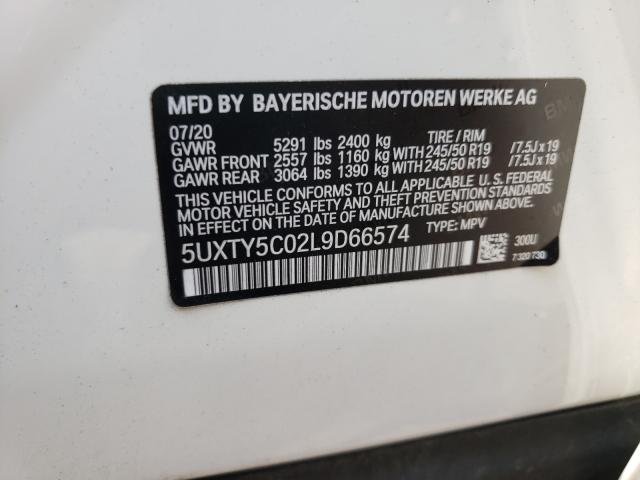 MFD BY BAYERISCHE MOTOREN WERKE AG
07/20
GVWR 5291 lbs 2400 kg TIRE / RIM
GAWR FRONT 2557 lbs 1160 kg WITH 245/50 R19 /7.5J x 19
GAWR REAR 3064 lbs 1390 kg WITH 245/50 R19 /7.5J x 19
THIS VEHICLE CONFORMS TO ALL APPLICABLE U.S. FEDERAL
MOTOR VEHICLE SAFETY AND THEFT PREVENTION STANDARDS
IN EFFECT ON THE DATE OF MANUFACTURE SHOWN ABOVE.
5UXTY5C02L9D66574 TYPE: MPV
300U
7 320 730